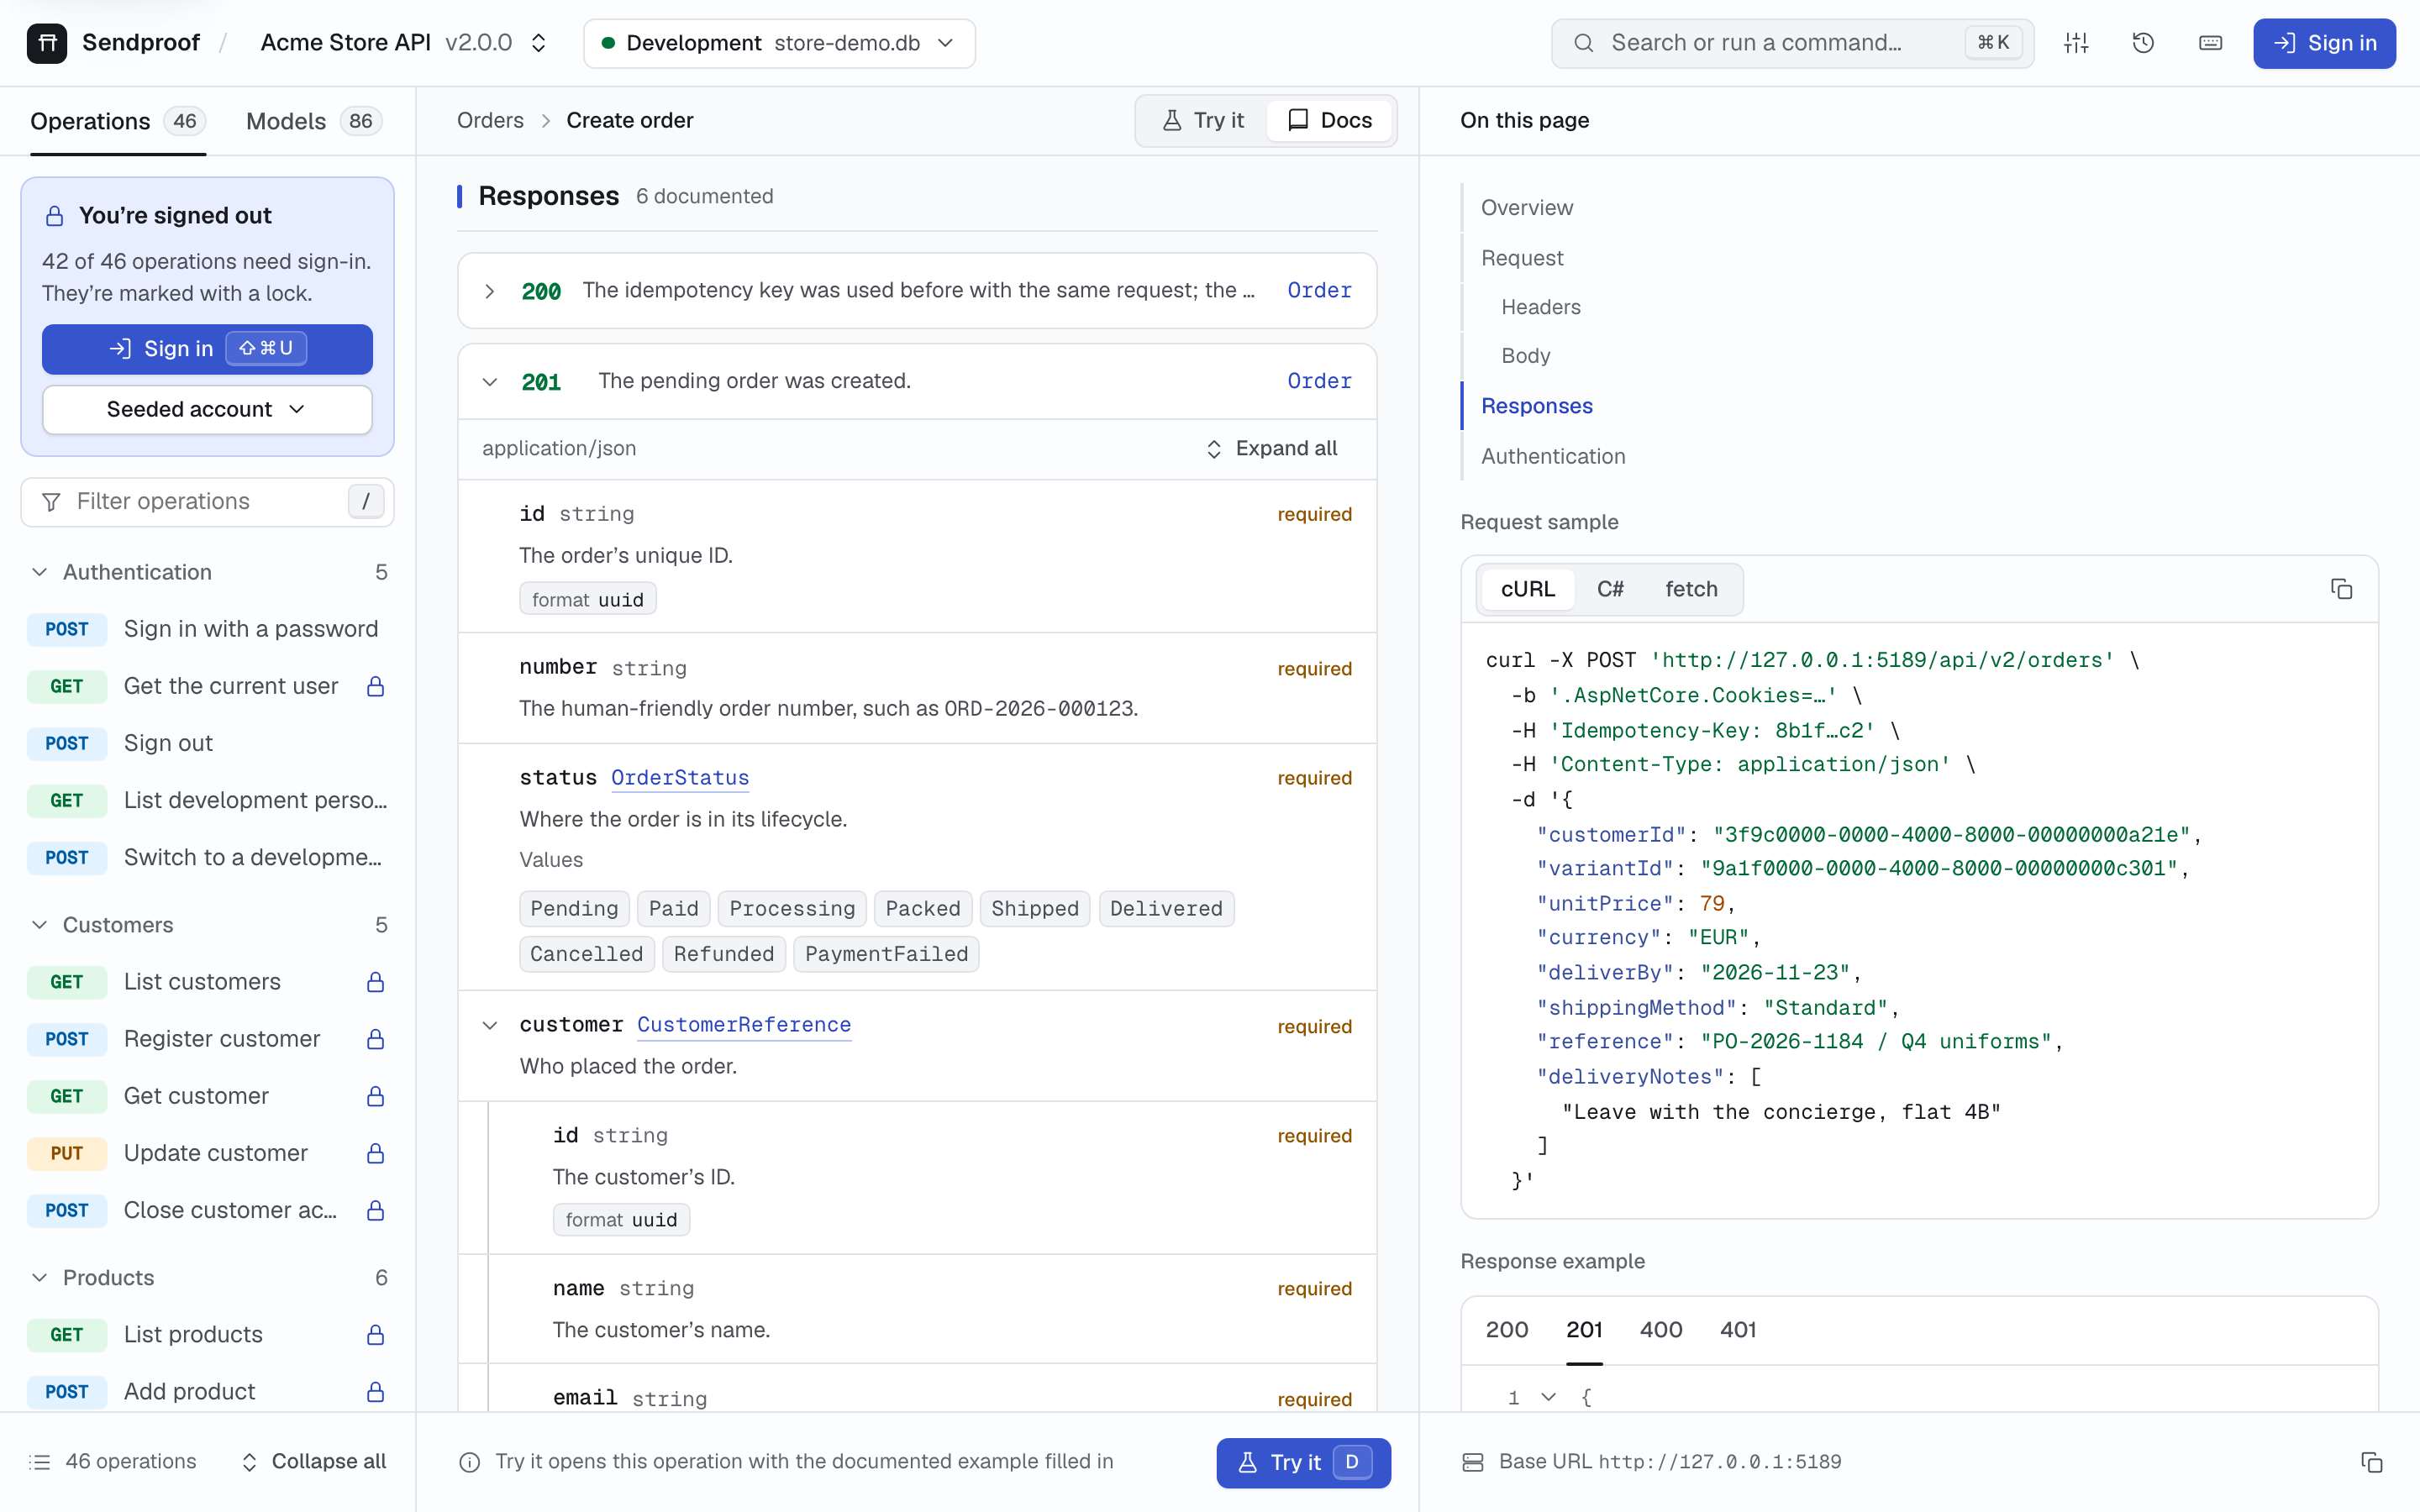 Sendproof / Acme Store API v2.0.0
Development store-demo.db
Search or run a command… ⌘K
Sign in
Operations 46 Models 86
You’re signed out
42 of 46 operations need sign-in.
They’re marked with a lock.
Sign in ⇧⌘U
Seeded account
Filter operations /
Authentication 5
POST Sign in with a password
GET Get the current user
POST Sign out
GET List development perso…
POST Switch to a developme…
Customers 5
GET List customers
POST Register customer
GET Get customer
PUT Update customer
POST Close customer ac…
Products 6
GET List products
POST Add product
46 operations Collapse all
Orders > Create order
Try it Docs
Responses 6 documented
200 The idempotency key was used before with the same request; the … Order
201 The pending order was created. Order
application/json Expand all
id string required
The order’s unique ID.
format uuid
number string required
The human-friendly order number, such as ORD-2026-000123.
status OrderStatus required
Where the order is in its lifecycle.
Values
Pending Paid Processing Packed Shipped Delivered
Cancelled Refunded PaymentFailed
customer CustomerReference required
Who placed the order.
id string required
The customer’s ID.
format uuid
name string required
The customer’s name.
email string required
Try it opens this operation with the documented example filled in
Try it D
On this page
Overview
Request
Headers
Body
Responses
Authentication
Request sample
cURL C# fetch
curl -X POST 'http://127.0.0.1:5189/api/v2/orders' \
-b '.AspNetCore.Cookies=…' \
-H 'Idempotency-Key: 8b1f…c2' \
-H 'Content-Type: application/json' \
-d '{
"customerId": "3f9c0000-0000-4000-8000-00000000a21e",
"variantId": "9a1f0000-0000-4000-8000-00000000c301",
"unitPrice": 79,
"currency": "EUR",
"deliverBy": "2026-11-23",
"shippingMethod": "Standard",
"reference": "PO-2026-1184 / Q4 uniforms",
"deliveryNotes": [
"Leave with the concierge, flat 4B"
]
}'
Response example
200 201 400 401
1 {
Base URL http://127.0.0.1:5189